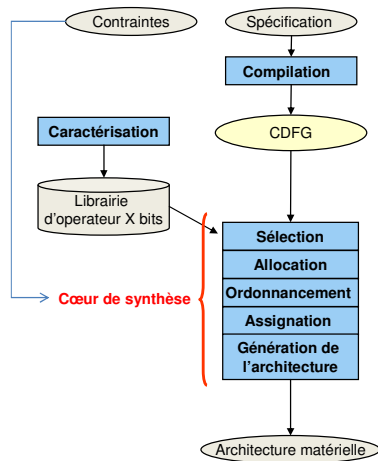 Contraintes
Spécification
Compilation
Caractérisation
CDFG
Librairie
d'operateur X bits
Sélection
Allocation
Cœur de synthèse
Ordonnancement
Assignation
Génération de
l'architecture
Architecture matérielle